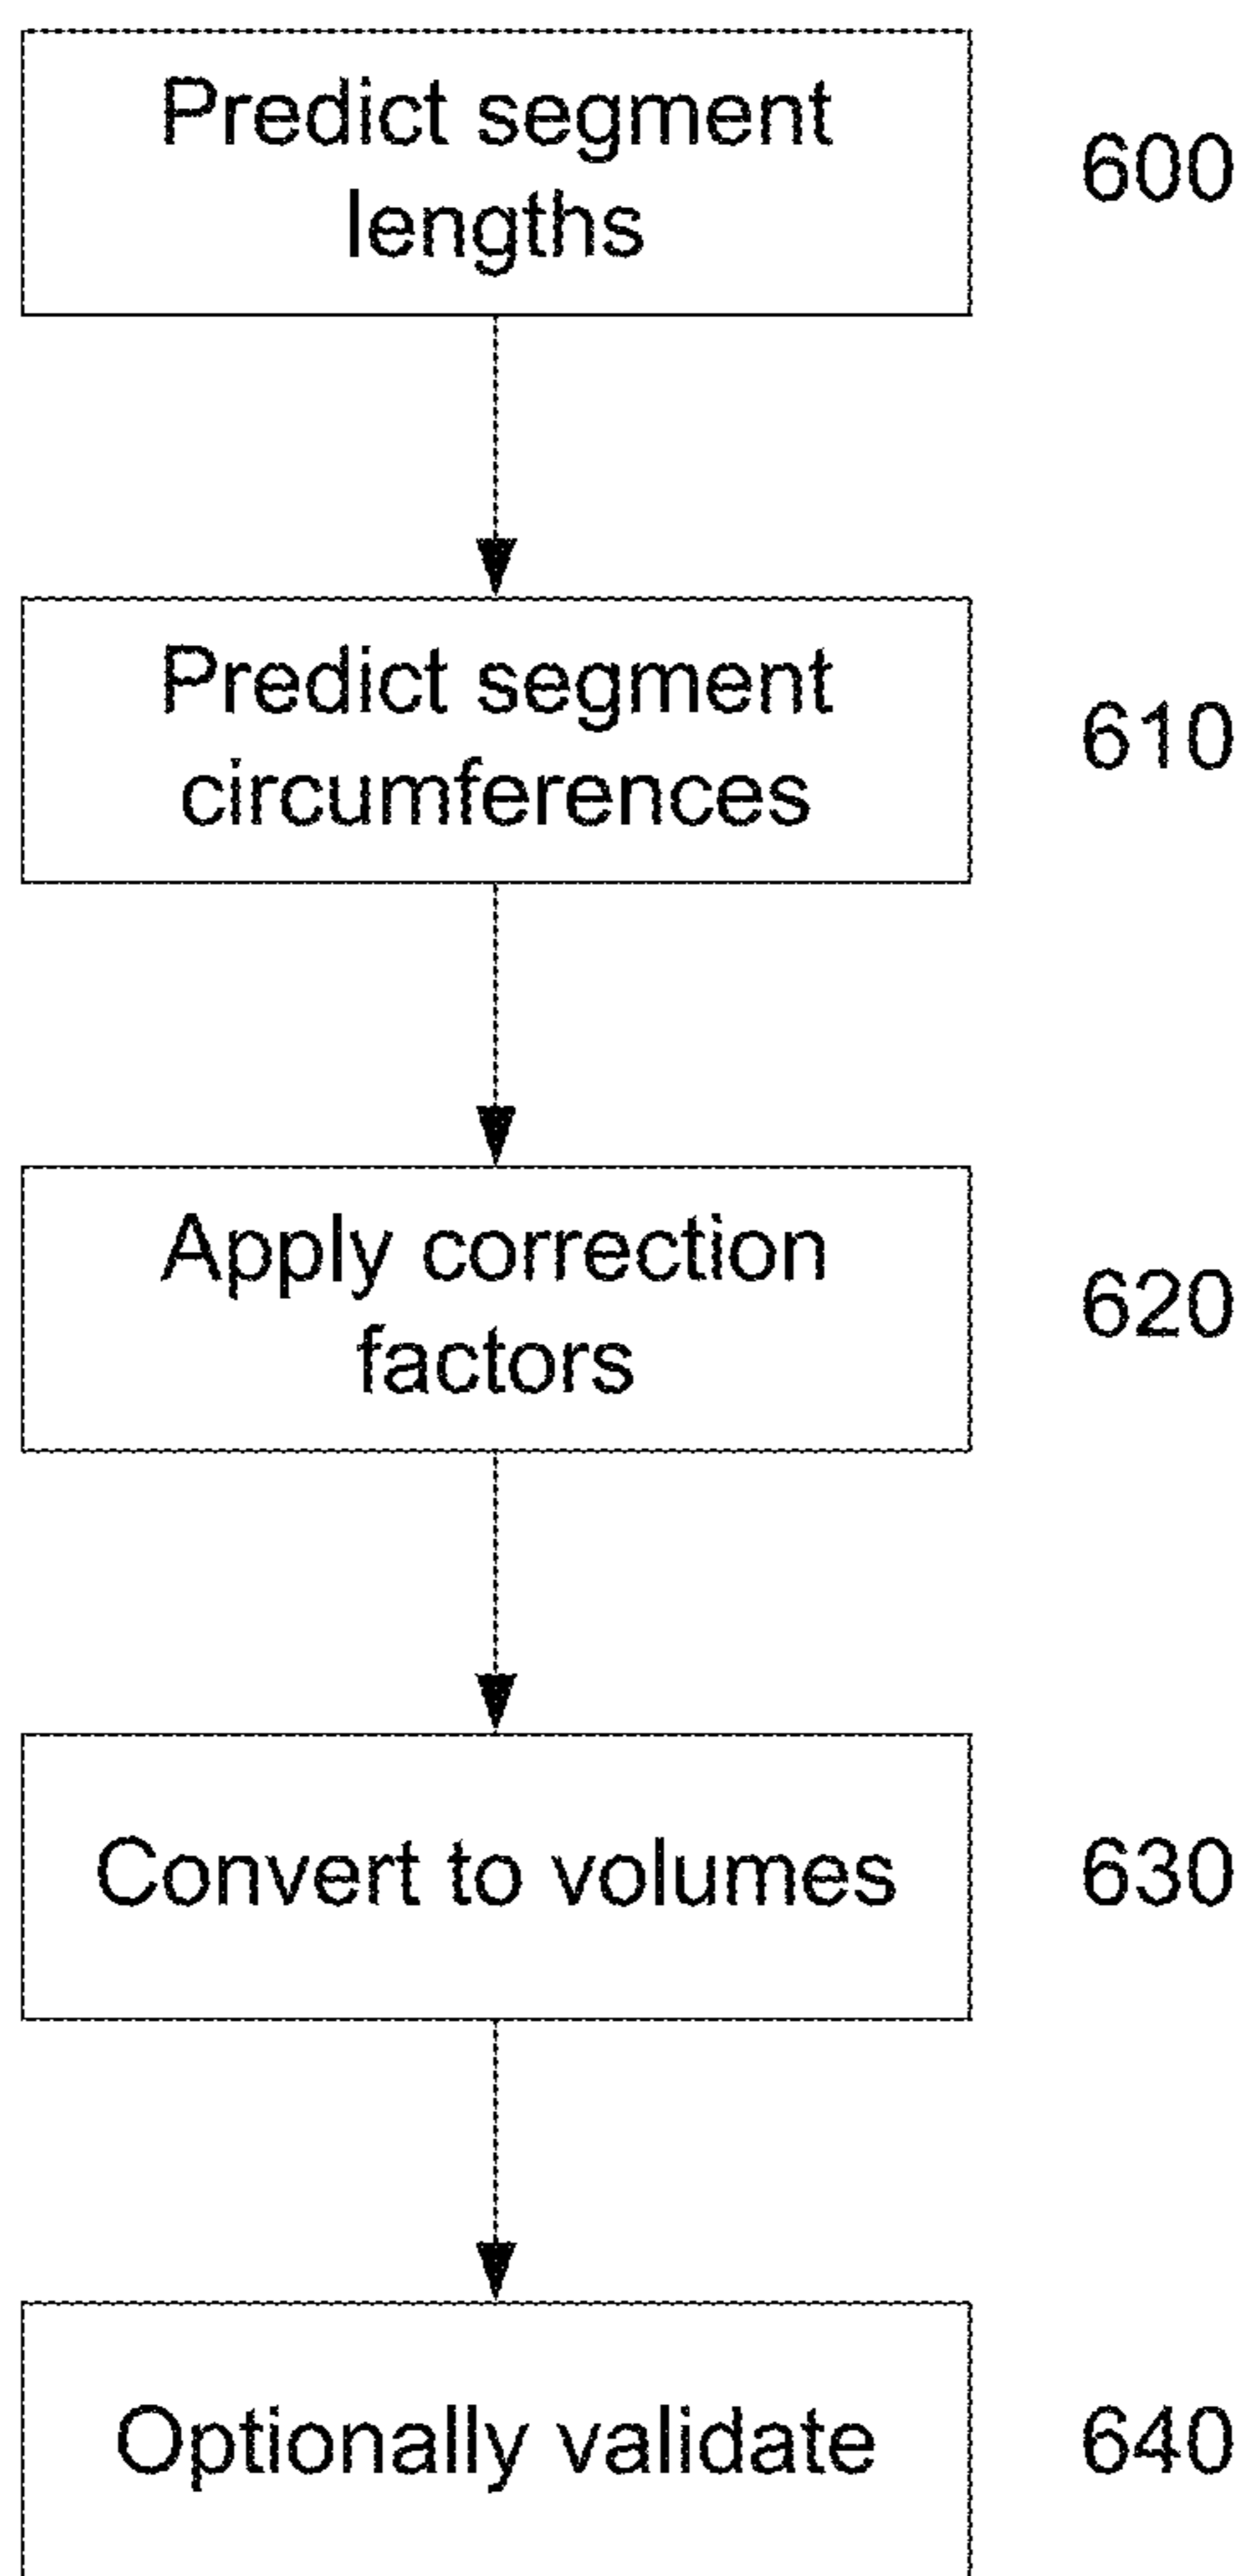 Predict segment
lengths
600
Predict segment
circumferences
610
Apply correction
factors
620
Convert to volumes
630
Optionally validate
640